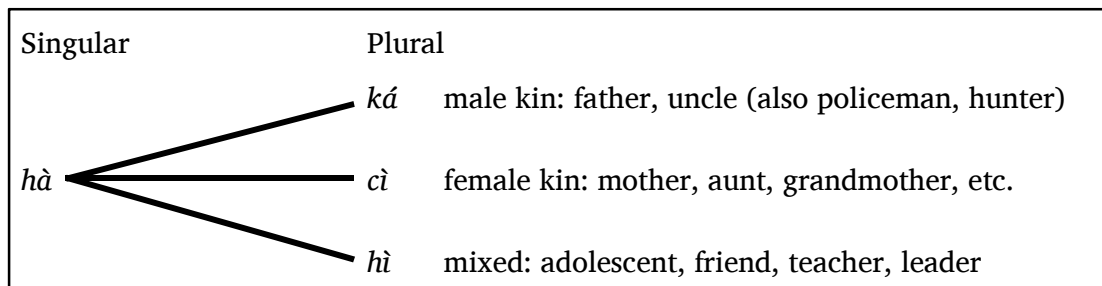 Singular Plural
ká male kin: father, uncle (also policeman, hunter)
hà cì female kin: mother, aunt, grandmother, etc.
hì mixed: adolescent, friend, teacher, leader